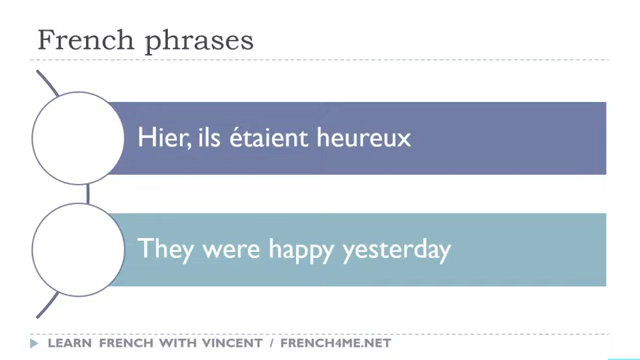 French phrases
Hier, ils étaient heureux
They were happy yesterday
LEARN FRENCH WITH VINCENT / FRENCH4ME.NET